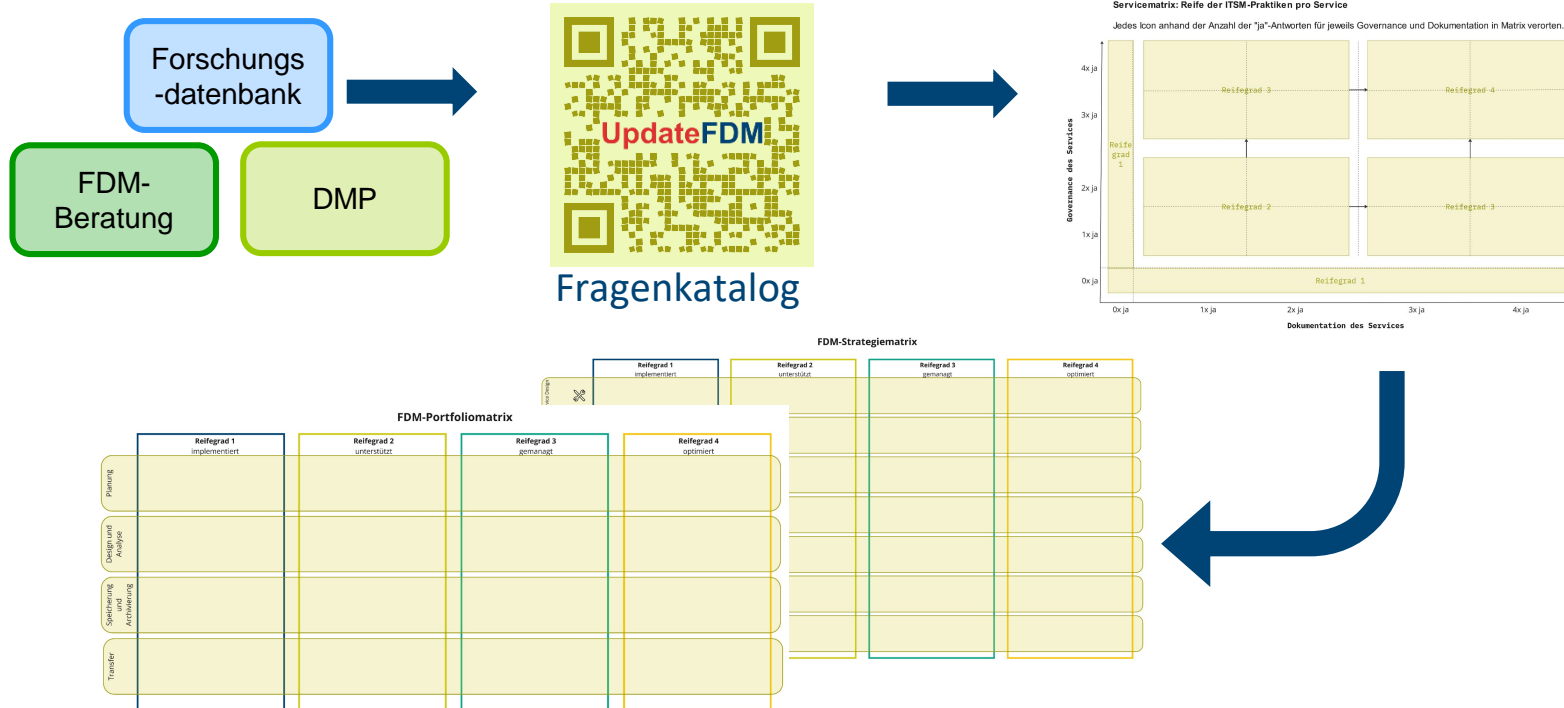 Forschungs
-datenbank
FDM-
Beratung
DMP
UpdateFDM
Fragenkatalog
Servicematrix: Reife der ITSM-Praktiken pro Service
Jedes Icon anhand der Anzahl der "ja"-Antworten für jeweils Governance und Dokumentation in Matrix verorten.
Governance des Services
4x ja
3x ja
2x ja
1x ja
0x ja
Reife
grad
1
Reifegrad 3
Reifegrad 4
Reifegrad 2
Reifegrad 3
Reifegrad 1
0x ja
1x ja
2x ja
3x ja
4x ja
Dokumentation des Services
FDM-Strategiematrix
Reifegrad 1
implementiert
Reifegrad 2
unterstützt
Reifegrad 3
gemanagt
Reifegrad 4
optimiert
Design
FDM-Portfoliomatrix
Reifegrad 1
implementiert
Reifegrad 2
unterstützt
Reifegrad 3
gemanagt
Reifegrad 4
optimiert
Planung
Design und
Analyse
Speicherung
und
Archivierung
Transfer